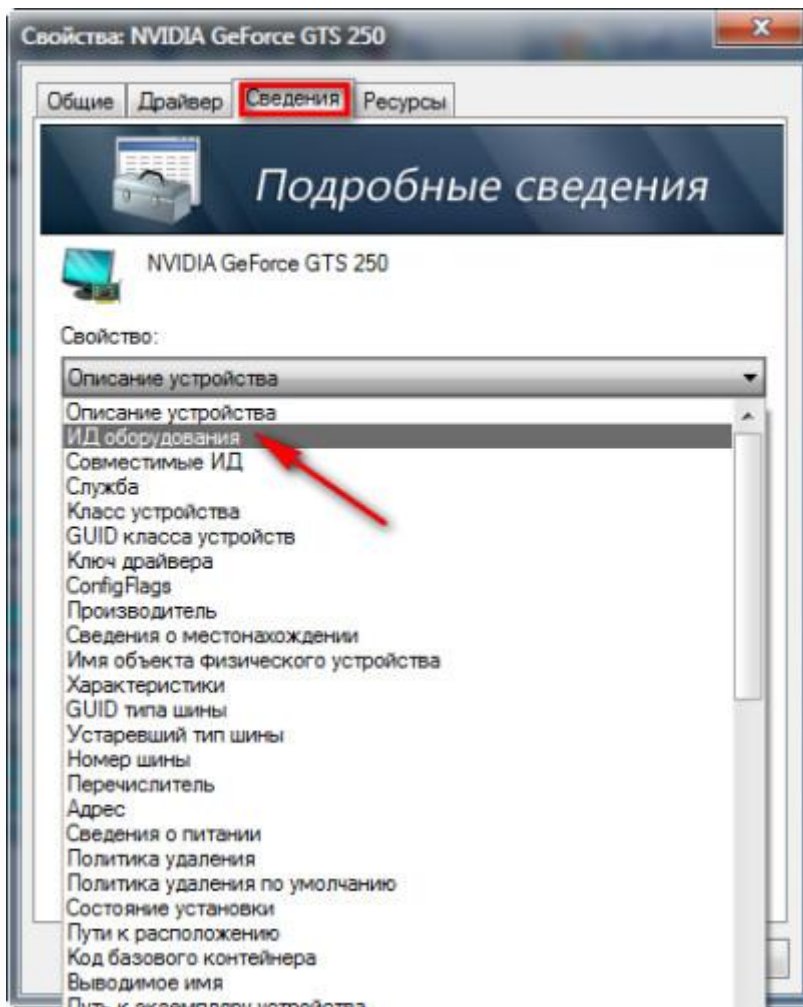 Свойства: NVIDIA GeForce GTS 250
Общие Драйвер Сведения Ресурсы
Подробные сведения
NVIDIA GeForce GTS 250
Свойство:
Описание устройства
Описание устройства
ИД оборудования
Совместимые ИД
Служба
Класс устройства
GUID класса устройств
Ключ драйвера
ConfigFlags
Производитель
Сведения о местонахождении
Имя объекта физического устройства
Характеристики
GUID типа шины
Устаревший тип шины
Номер шины
Перечислитель
Адрес
Сведения о питании
Политика удаления
Политика удаления по умолчанию
Состояние установки
Пути к расположению
Код базового контейнера
Выводимое имя
Путь к экземпляру устройства